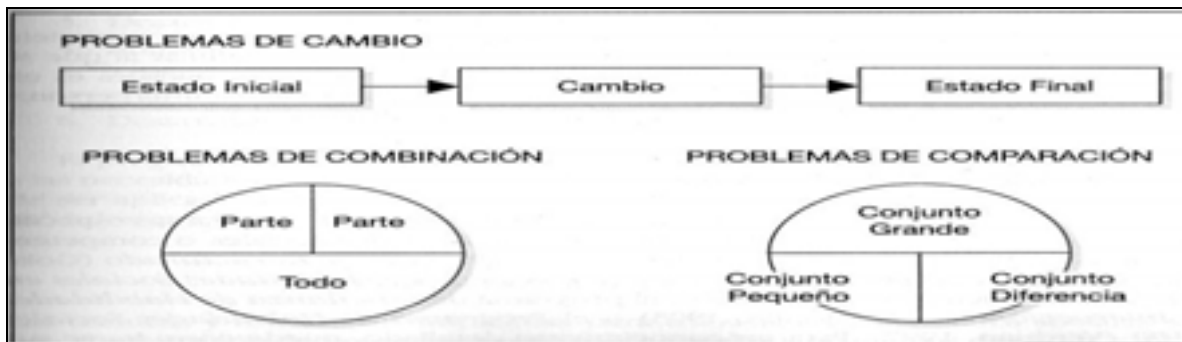 PROBLEMAS DE CAMBIO
Estado Inicial
Cambio
Estado Final
PROBLEMAS DE COMBINACIÓN
Parte
Parte
Todo
PROBLEMAS DE COMPARACIÓN
Conjunto
Grande
Conjunto
Pequeño
Conjunto
Diferencia